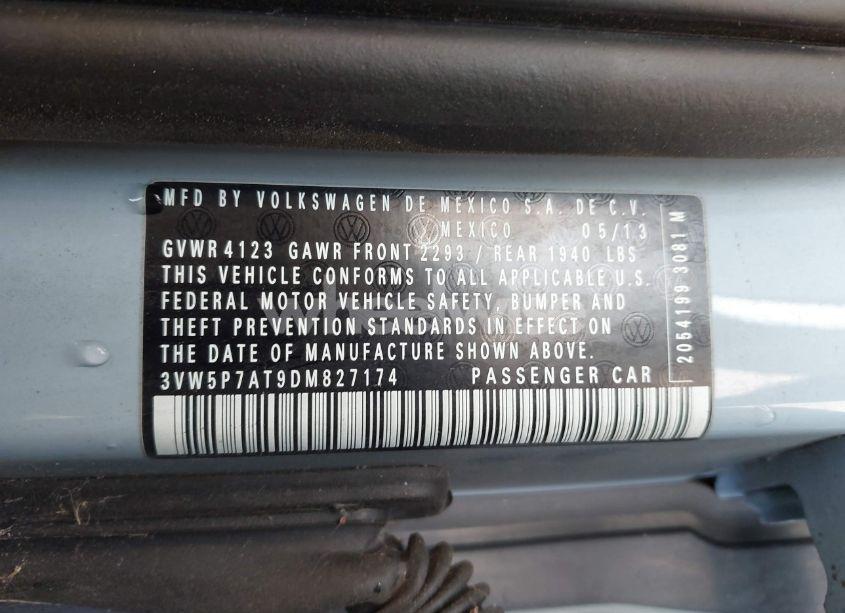 MFD BY VOLKSWAGEN DE MEXICO S.A. DE C.V.
MEXICO 05/13
GVWR 4123 GAWR FRONT 2293 / REAR 1940 LBS
THIS VEHICLE CONFORMS TO ALL APPLICABLE U.S.
FEDERAL MOTOR VEHICLE SAFETY, BUMPER AND
THEFT PREVENTION STANDARDS IN EFFECT ON
THE DATE OF MANUFACTURE SHOWN ABOVE.
3VW5P7AT9DM827174 PASSENGER CAR
2054199 3081 M